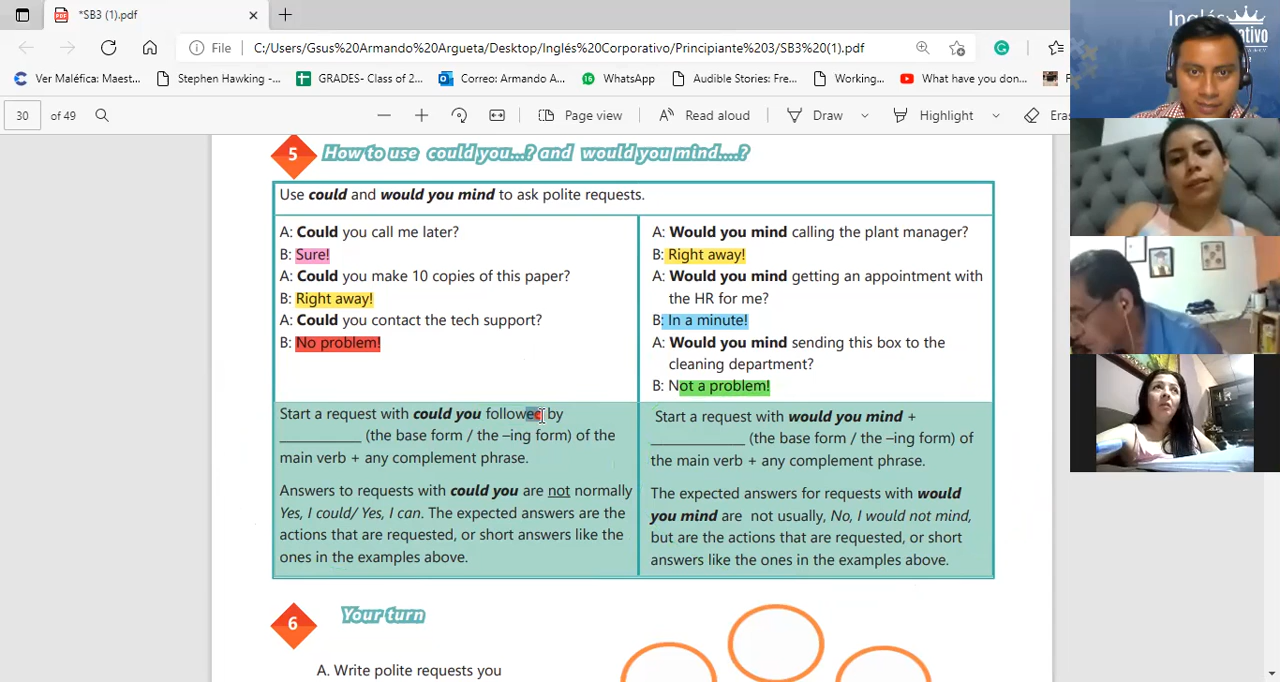 *SB3 (1).pdf
File
C:/Users/Gsus%20Armando%20Argueta/Desktop/Inglés%20Corporativo/Principiante%203/SB3%20(1).pdf
Ver Maléfica: Maest...
Stephen Hawking -...
GRADES- Class of 2...
Correo: Armando A...
WhatsApp
Audible Stories: Fre...
Working...
What have you don...
30 of 49
Page view
Read aloud
Draw
Highlight
Eras
5 How to use could you...? and would you mind....?
Use could and would you mind to ask polite requests.
A: Could you call me later?
B: Sure!
A: Could you make 10 copies of this paper?
B: Right away!
A: Could you contact the tech support?
B: No problem!
A: Would you mind calling the plant manager?
B: Right away!
A: Would you mind getting an appointment with
the HR for me?
B: In a minute!
A: Would you mind sending this box to the
cleaning department?
B: Not a problem!
Start a request with could you followed by
____________ (the base form / the –ing form) of the
main verb + any complement phrase.
Answers to requests with could you are not normally
Yes, I could/ Yes, I can. The expected answers are the
actions that are requested, or short answers like the
ones in the examples above.
Start a request with would you mind +
______________ (the base form / the –ing form) of
the main verb + any complement phrase.
The expected answers for requests with would
you mind are not usually, No, I would not mind,
but are the actions that are requested, or short
answers like the ones in the examples above.
6 Your turn
A. Write polite requests you